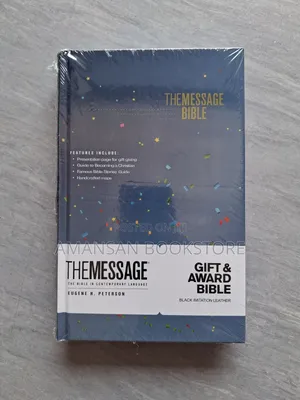 THEMESSAGE
BIBLE
FEATURES INCLUDE:
• Presentation page for gift giving
• Guide to Becoming a Christian
• Famous Bible Stories Guide
• Handcrafted maps
AMANSAN BOOKSTORE
THEMESSAGE
THE BIBLE IN CONTEMPORARY LANGUAGE
EUGENE H. PETERSON
GIFT &
AWARD
BIBLE
BLACK IMITATION LEATHER